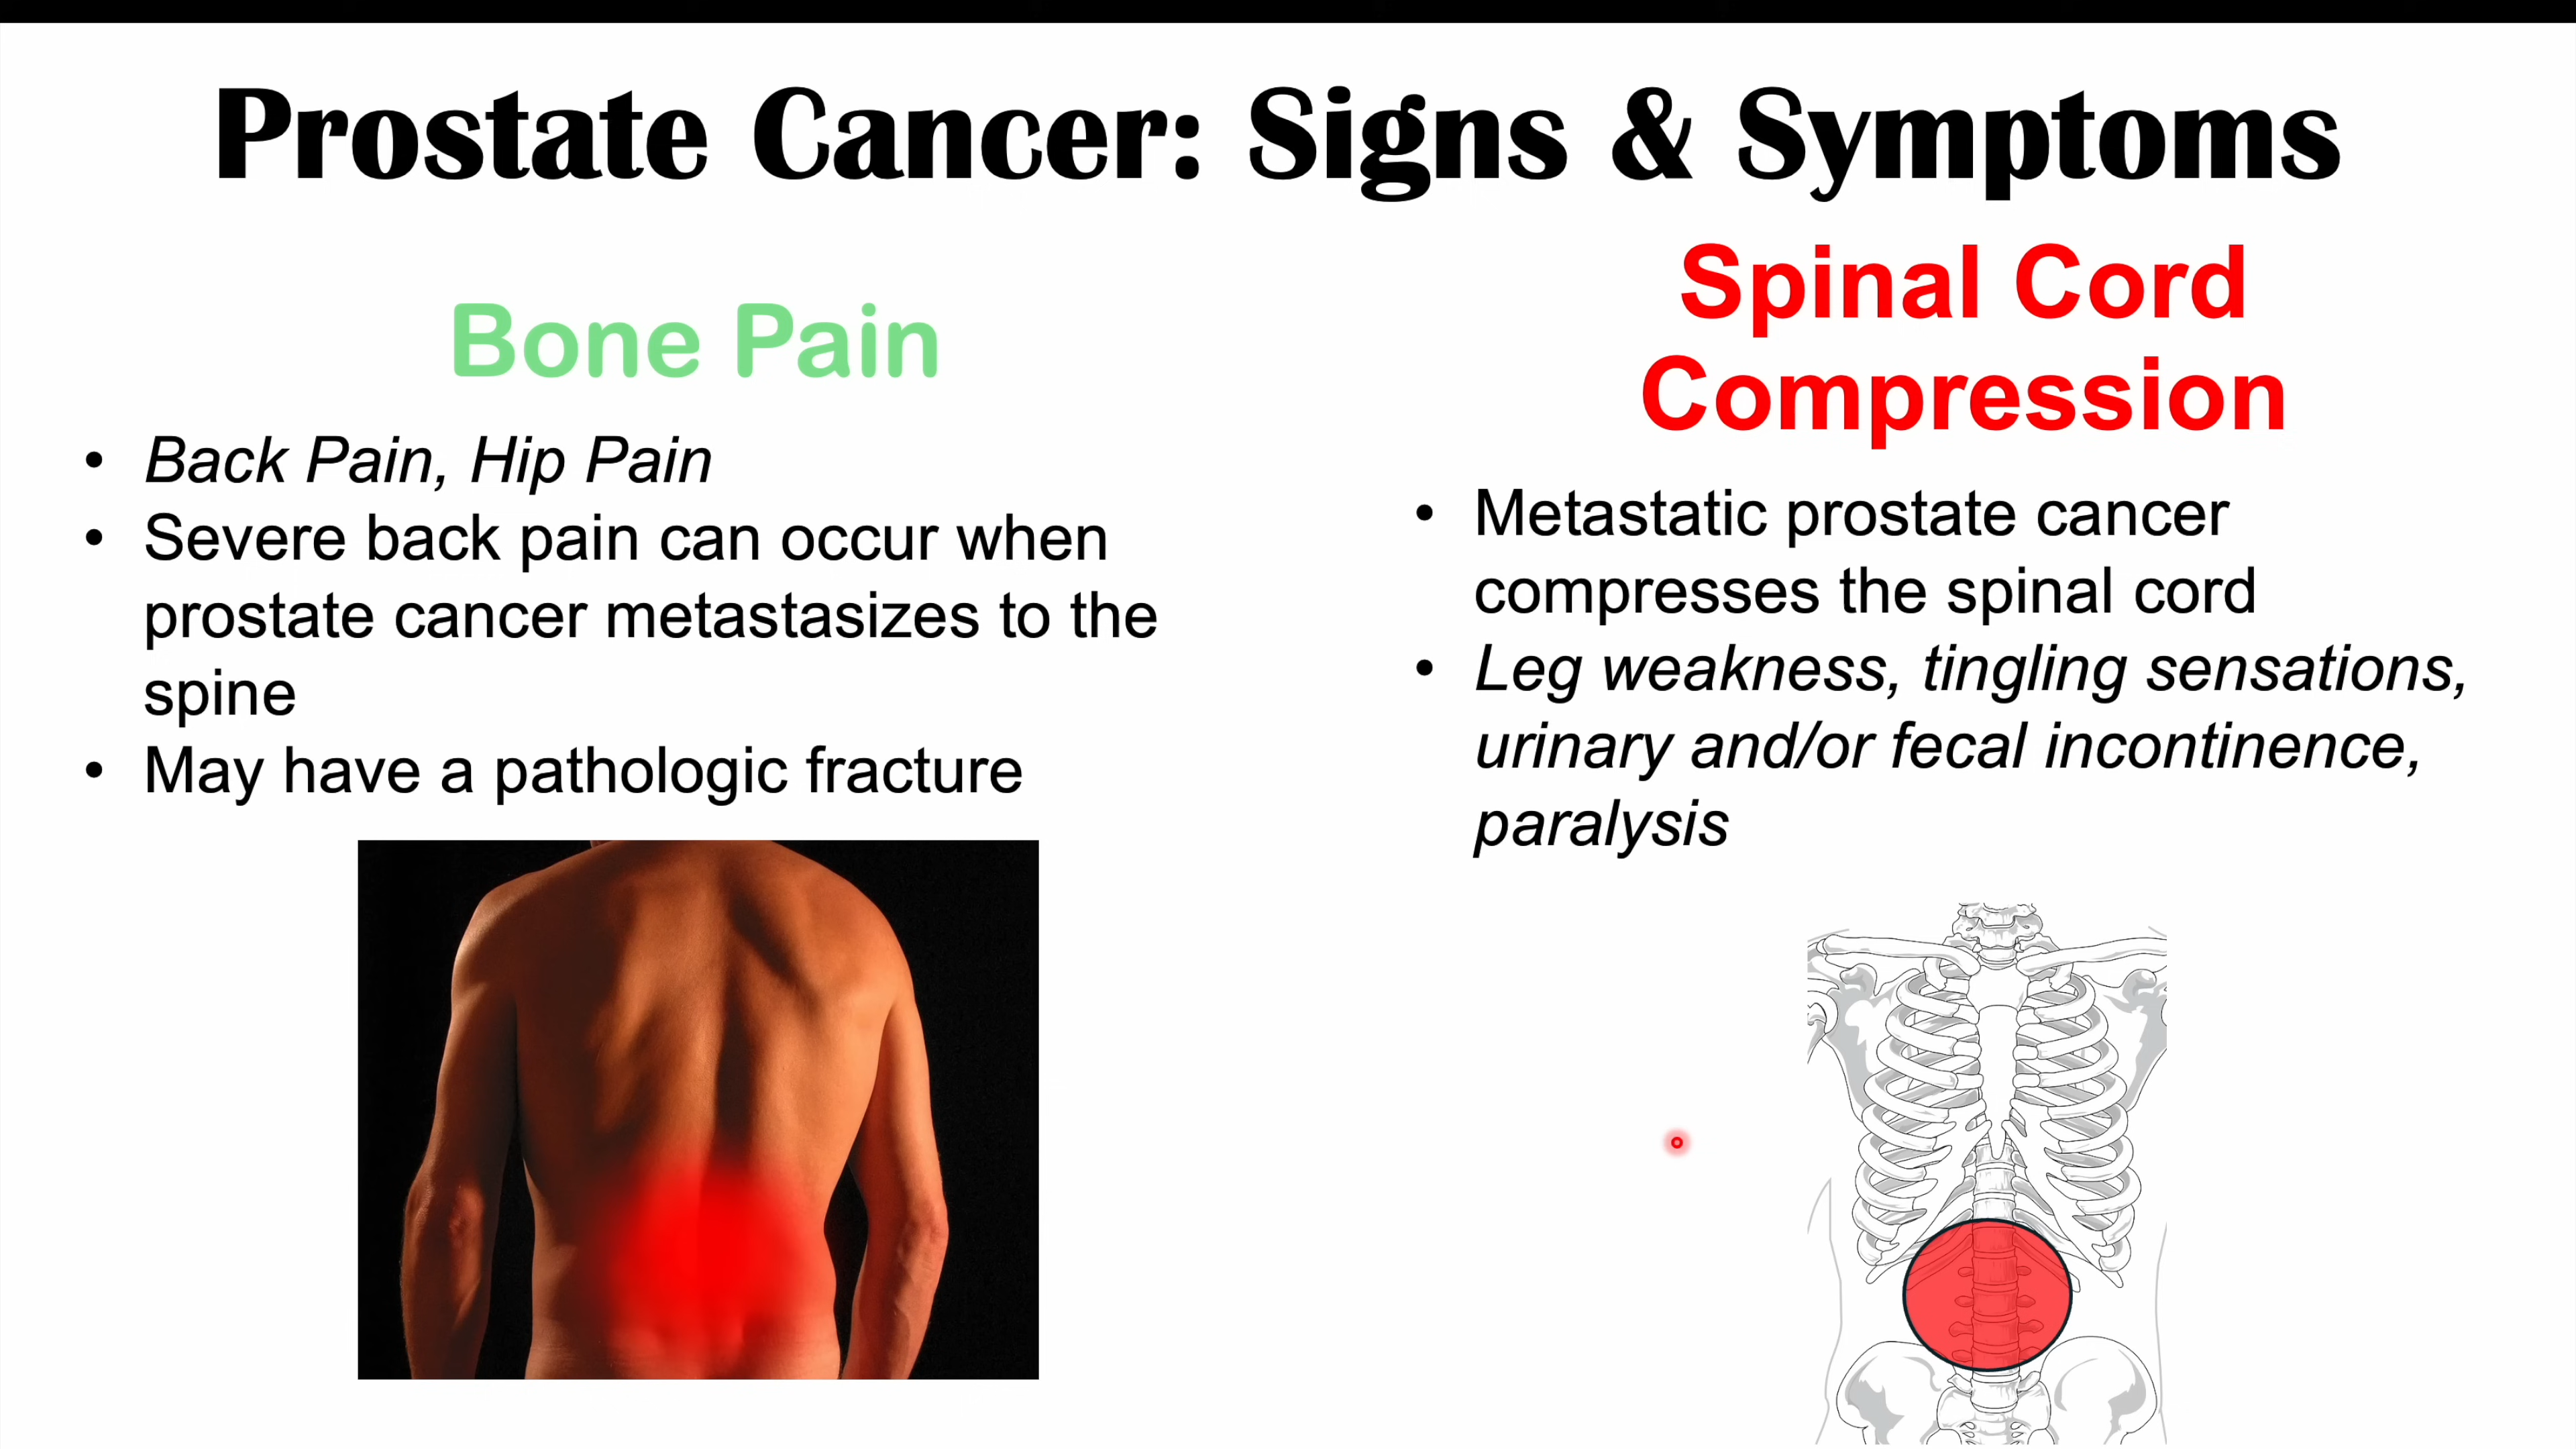 Prostate Cancer: Signs & Symptoms
Bone Pain
• Back Pain, Hip Pain
• Severe back pain can occur when
prostate cancer metastasizes to the
spine
• May have a pathologic fracture
Spinal Cord
Compression
• Metastatic prostate cancer
compresses the spinal cord
• Leg weakness, tingling sensations,
urinary and/or fecal incontinence,
paralysis